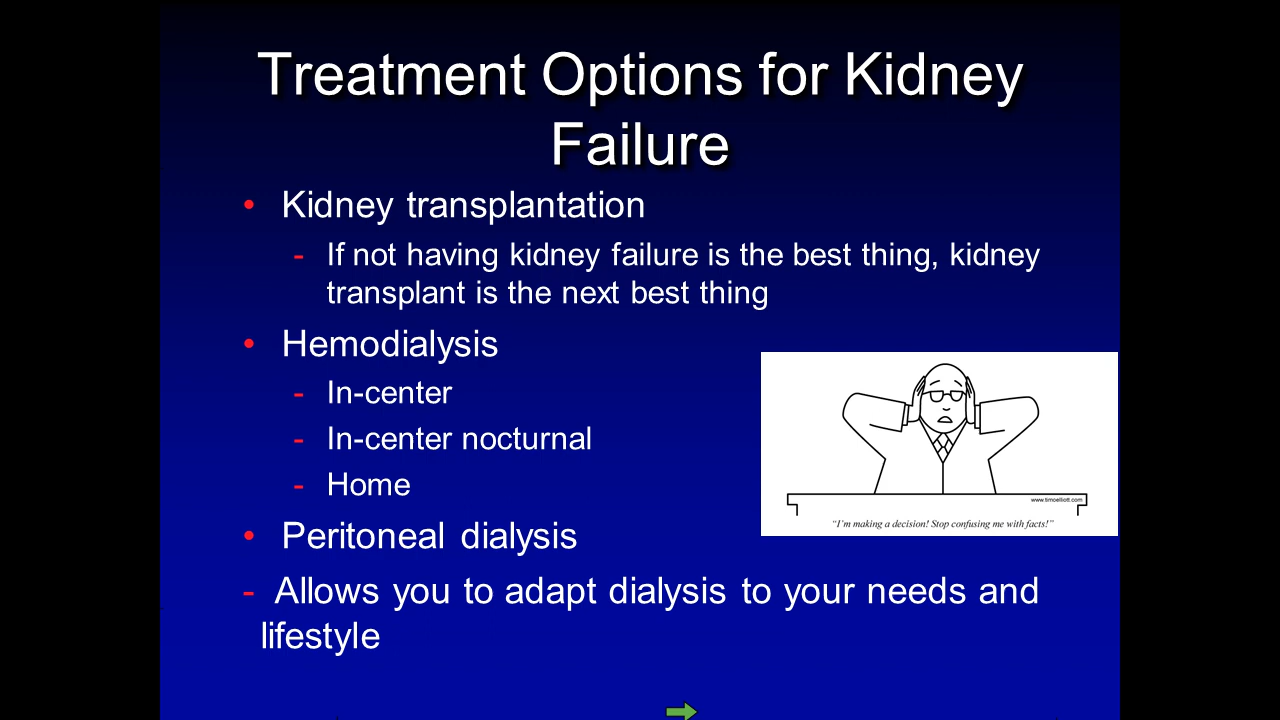 Treatment Options for Kidney
Failure
• Kidney transplantation
- If not having kidney failure is the best thing, kidney
transplant is the next best thing
• Hemodialysis
- In-center
- In-center nocturnal
- Home
www.timoelliott.com
"I'm making a decision! Stop confusing me with facts!"
• Peritoneal dialysis
- Allows you to adapt dialysis to your needs and
lifestyle